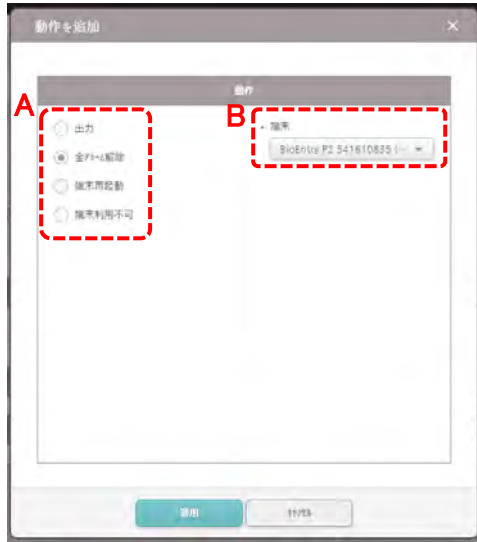 動作を追加
×
動作
A
B
出力
全ｱﾗｰﾑ解除
端末再起動
端末利用不可
• 端末
BioEntry P2 541610835 (···
適用
ｷｬﾝｾﾙ